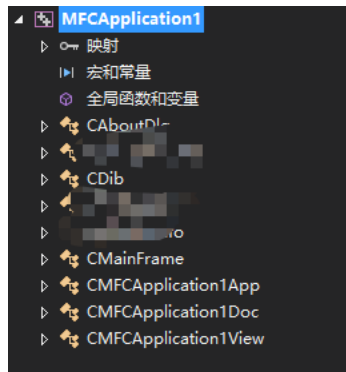 MFCApplication1
映射
宏和常量
全局函数和变量
CAboutDlg
CDib
CMainFrame
CMFCApplication1App
CMFCApplication1Doc
CMFCApplication1View